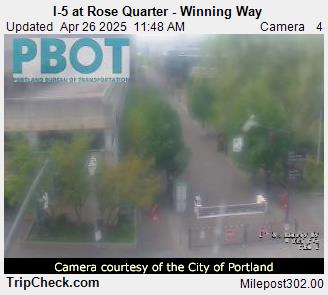 I-5 at Rose Quarter - Winning Way
Updated Apr 26 2025 11:48 AM Camera 4
PBOT
PORTLAND BUREAU OF TRANSPORTATION
Camera courtesy of the City of Portland
TripCheck.com Milepost302.00